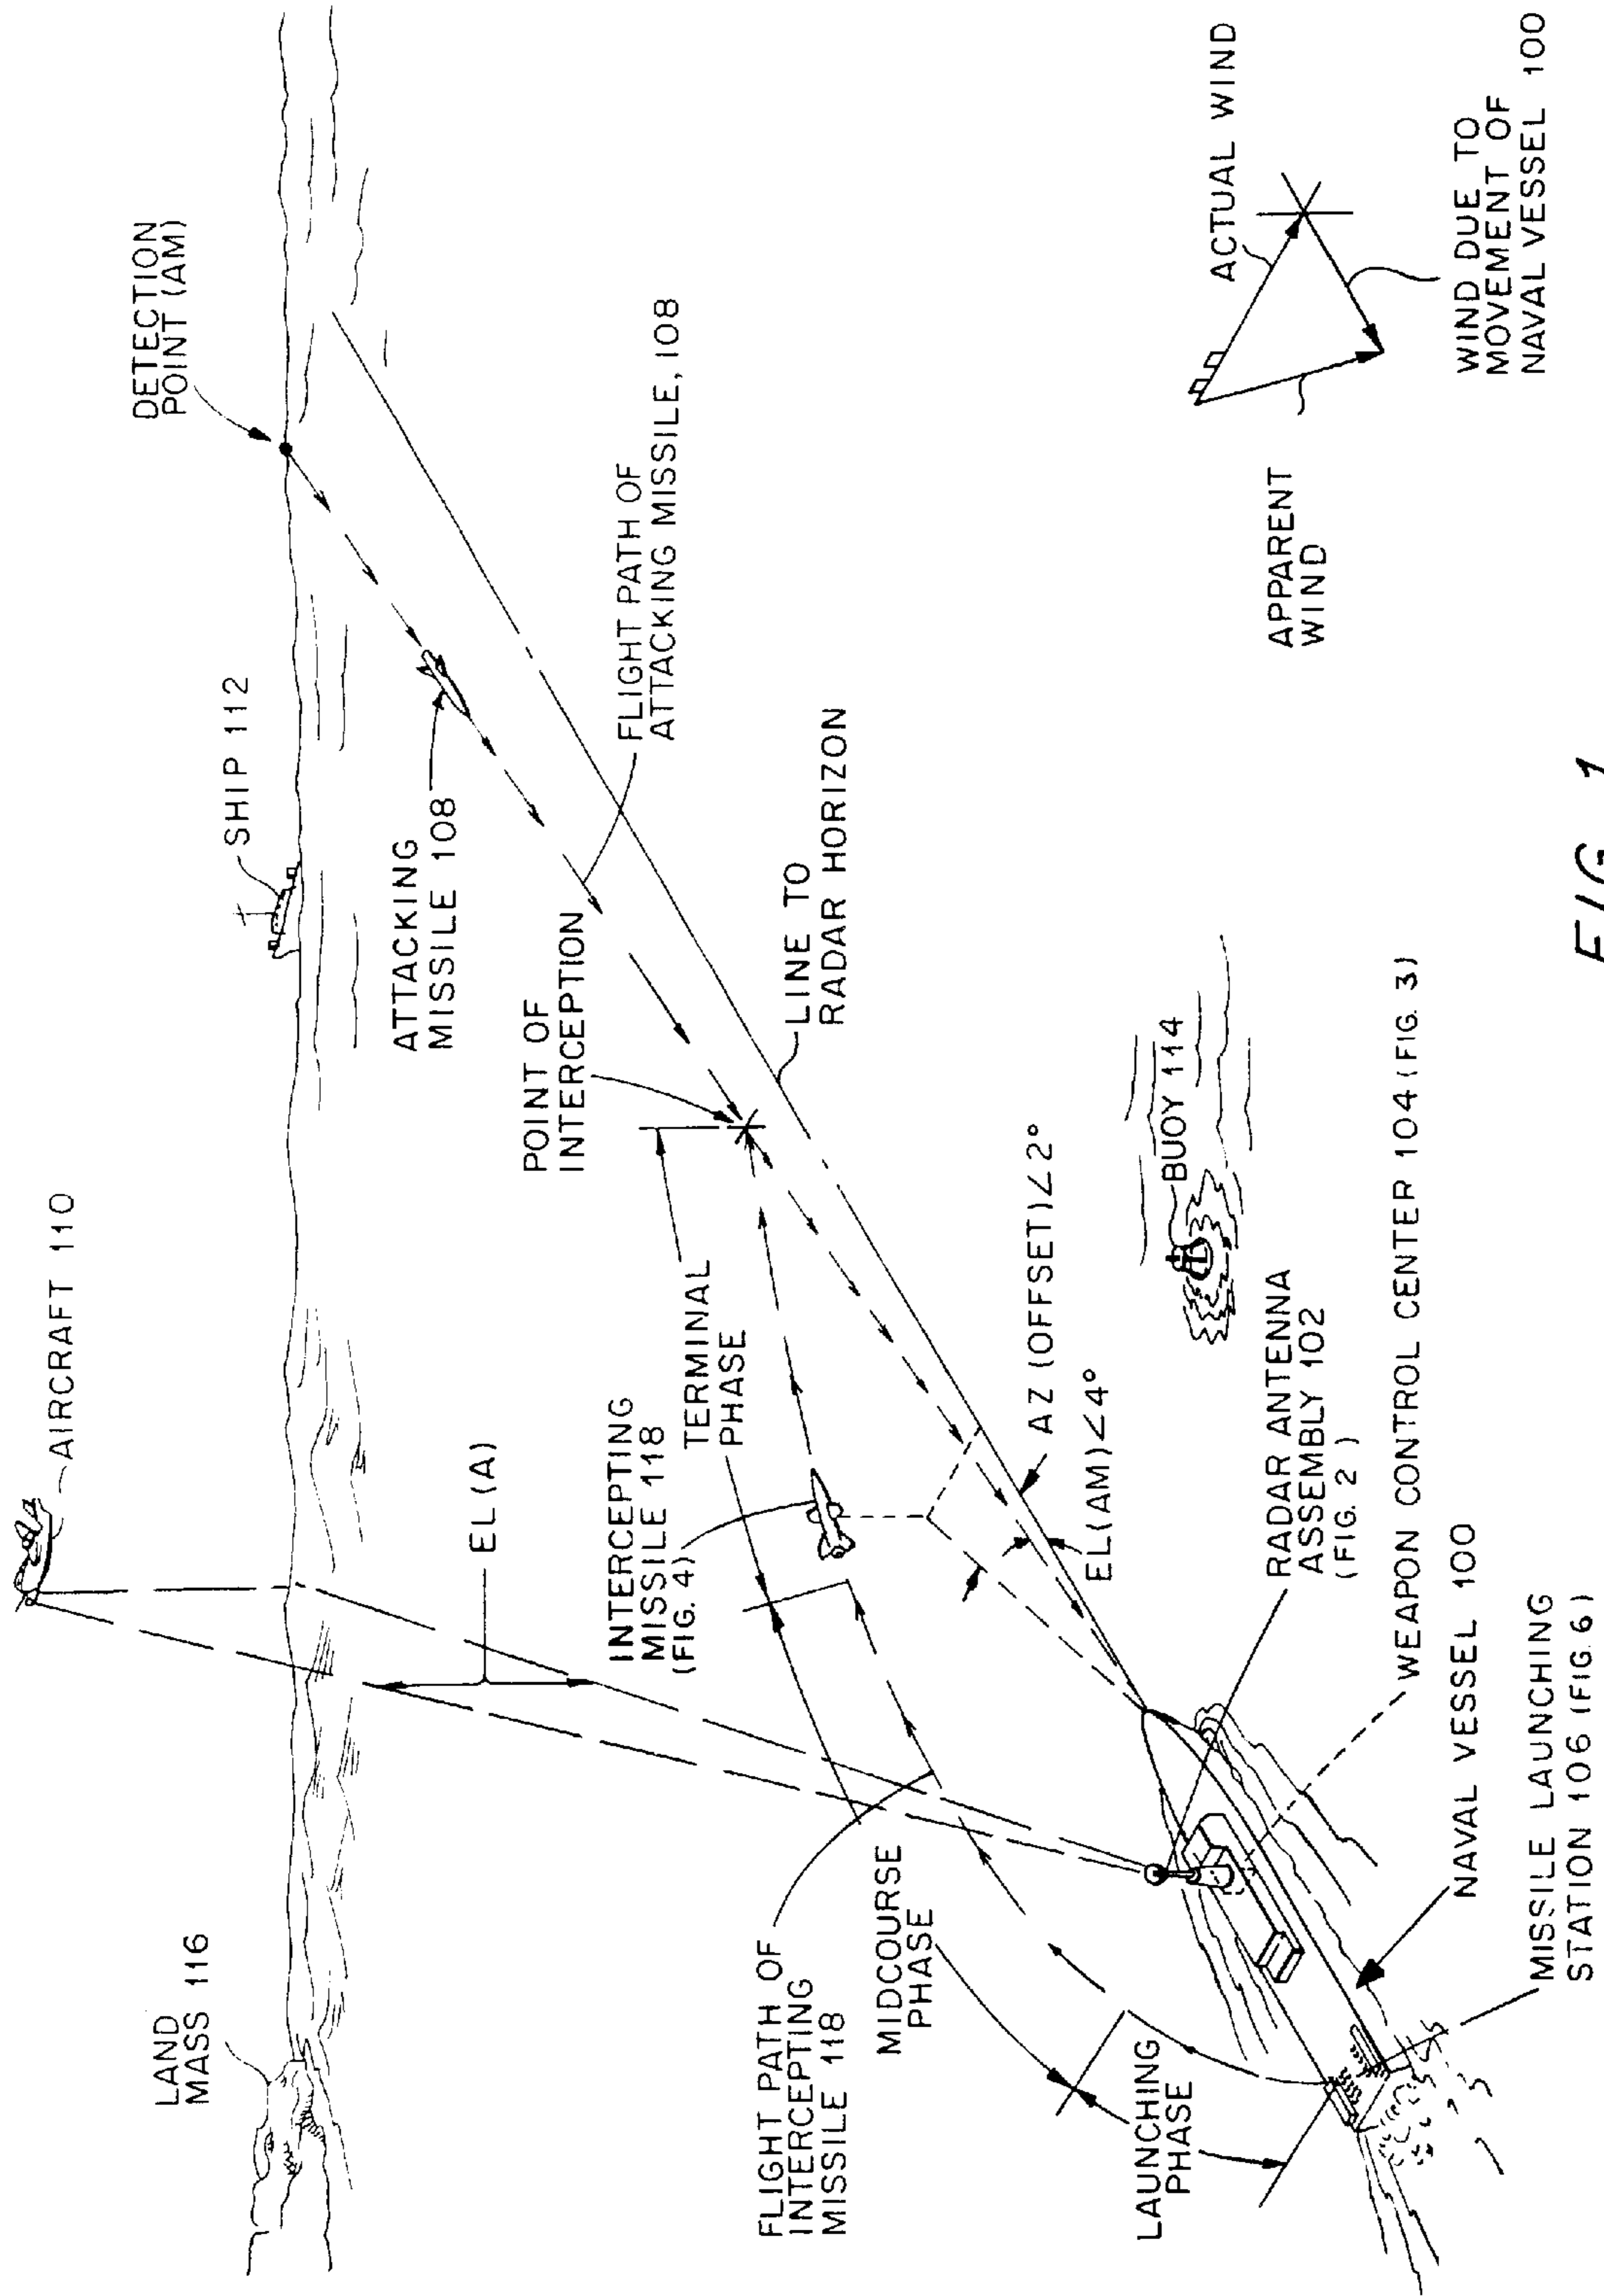 AIRCRAFT 110
LAND
MASS 116
SHIP 112
DETECTION
POINT (AM)
EL(A)
ATTACKING
MISSILE 108
POINT OF
INTERCEPTION
FLIGHT PATH OF
ATTACKING MISSILE, 108
INTERCEPTING
MISSILE 118
(FIG. 4)
TERMINAL
PHASE
FLIGHT PATH OF
INTERCEPTING
MISSILE 118
MIDCOURSE
PHASE
LINE TO
RADAR HORIZON
LAUNCHING
PHASE
AZ (OFFSET)∠2°
EL(AM)∠4°
BUOY 114
RADAR ANTENNA
ASSEMBLY 102
(FIG. 2)
WEAPON CONTROL CENTER 104 (FIG. 3)
NAVAL VESSEL 100
MISSILE LAUNCHING
STATION 106 (FIG. 6)
ACTUAL WIND
APPARENT
WIND
WIND DUE TO
MOVEMENT OF
NAVAL VESSEL 100
FIG. 1